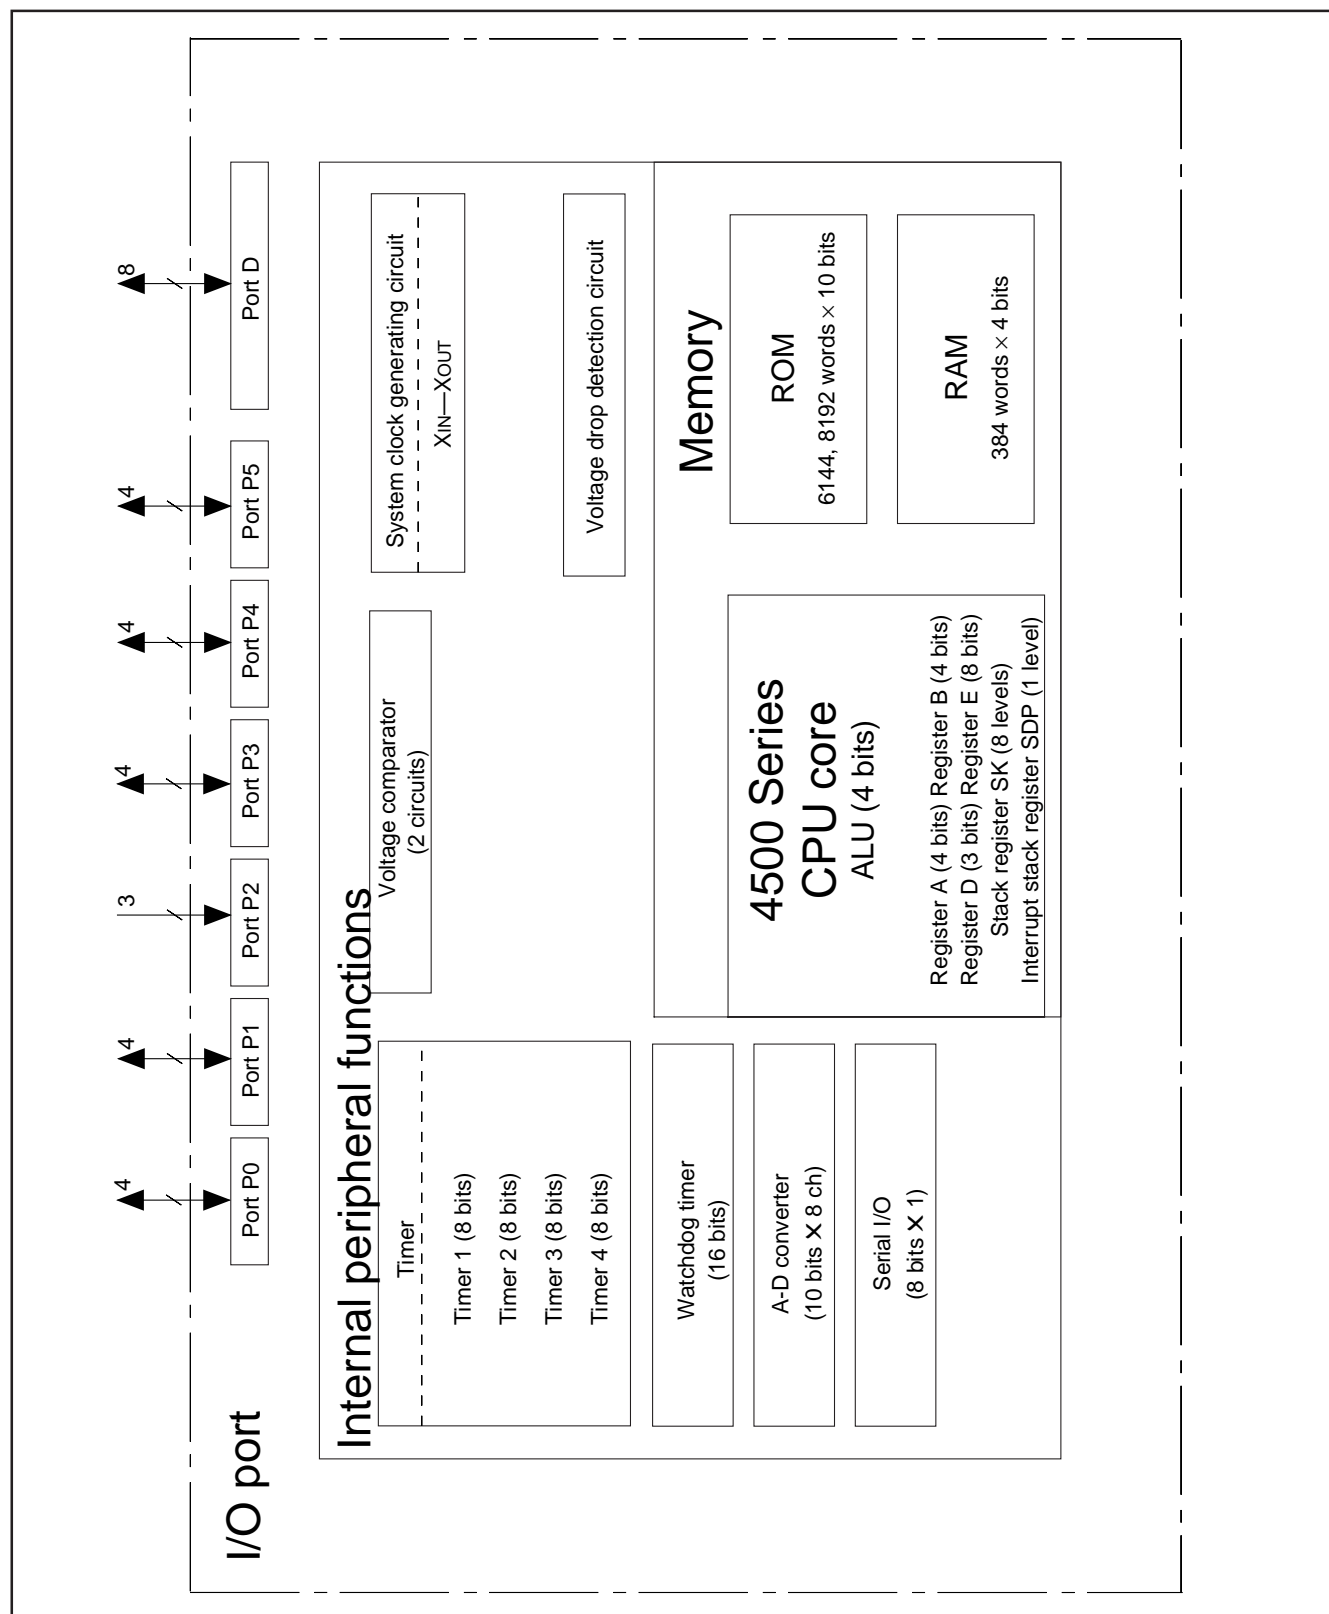 I/O port
4
4
3
4
4
4
8
Port P0
Port P1
Port P2
Port P3
Port P4
Port P5
Port D
Internal peripheral functions
Timer
Timer 1 (8 bits)
Timer 2 (8 bits)
Timer 3 (8 bits)
Timer 4 (8 bits)
Watchdog timer
(16 bits)
A-D converter
(10 bits ✕ 8 ch)
Serial I/O
(8 bits ✕ 1)
Voltage comparator
(2 circuits)
System clock generating circuit
XIN—XOUT
Voltage drop detection circuit
4500 Series
CPU core
ALU (4 bits)
Register A (4 bits) Register B (4 bits)
Register D (3 bits) Register E (8 bits)
Stack register SK (8 levels)
Interrupt stack register SDP (1 level)
Memory
ROM
6144, 8192 words × 10 bits
RAM
384 words × 4 bits